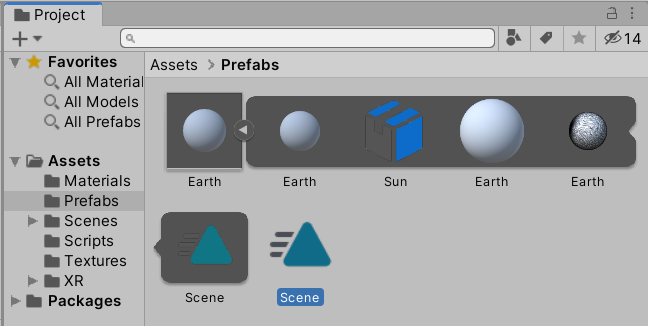 Project
14
Favorites
All Material
All Models
All Prefabs
Assets
Materials
Prefabs
Scenes
Scripts
Textures
XR
Packages
Assets > Prefabs
Earth
Earth
Sun
Earth
Earth
Scene
Scene